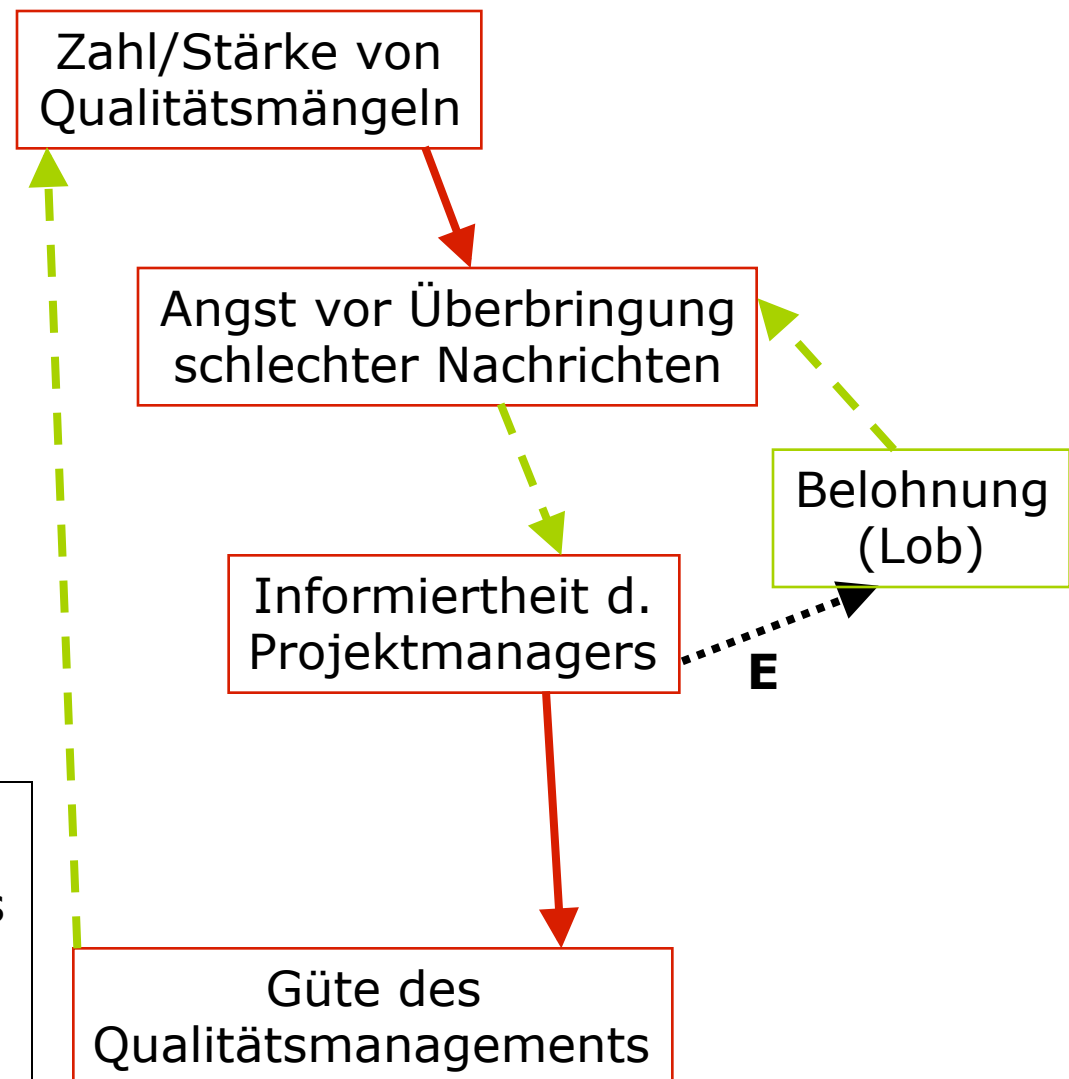 Zahl/Stärke von
Qualitätsmängeln
Angst vor Überbringung
schlechter Nachrichten
Belohnung
(Lob)
Informiertheit d.
Projektmanagers
E
s
Güte des
Qualitätsmanagements